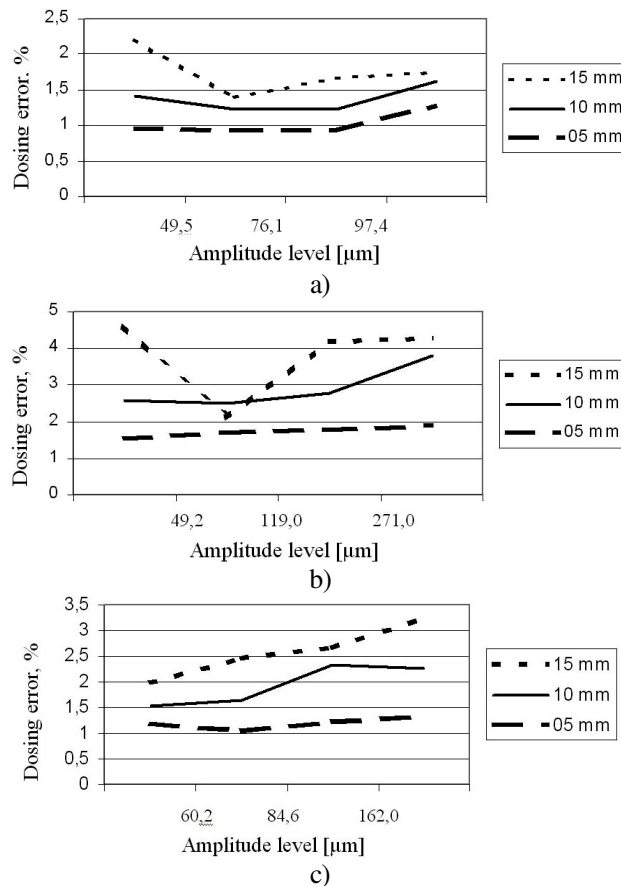 2,5
2
1,5
1
0,5
0
Dosing error. %
49,5 76,1 97,4
Amplitude level [µm]
15 mm
10 mm
05 mm
a)
5
4
3
2
1
0
Dosing error, %
49,2 119,0 271,0
Amplitude level [µm]
15 mm
10 mm
05 mm
b)
3,5
3
2,5
2
1,5
1
0,5
0
Dosing error, %
60,2 84,6 162,0
Amplitude level [µm]
15 mm
10 mm
05 mm
c)